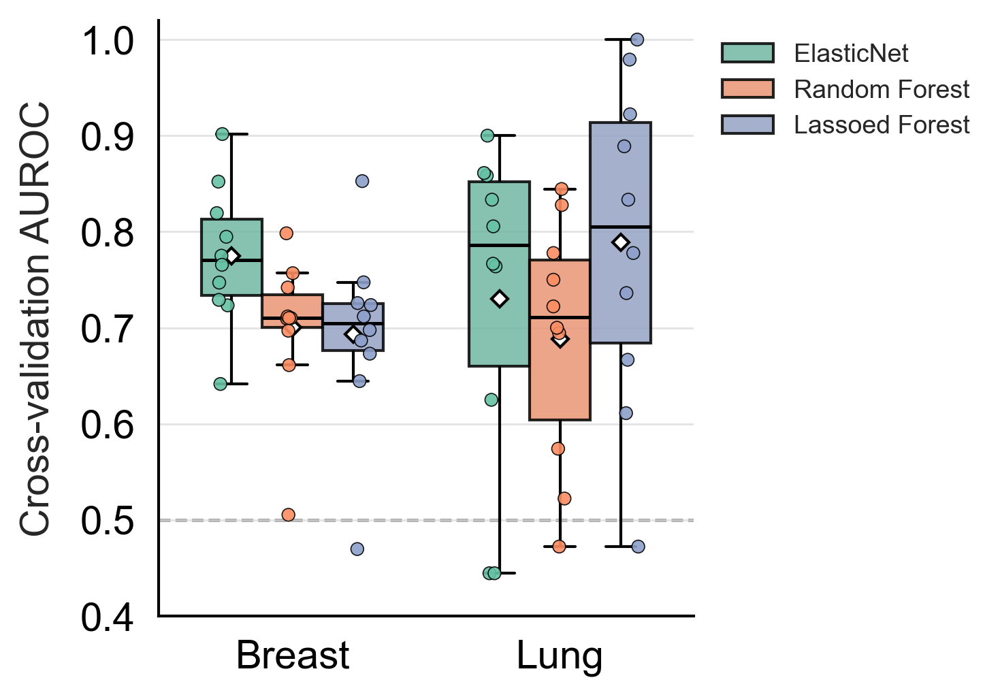 Cross-validation AUROC
1.0
0.9
0.8
0.7
0.6
0.5
0.4
Breast
Lung
ElasticNet
Random Forest
Lassoed Forest